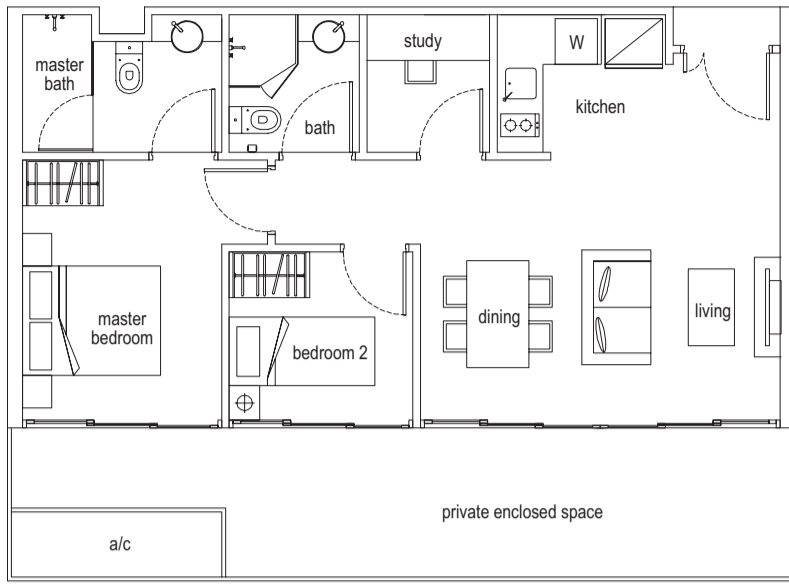 study
W
master
bath
kitchen
bath
master
bedroom
bedroom 2
dining
living
private enclosed space
a/c